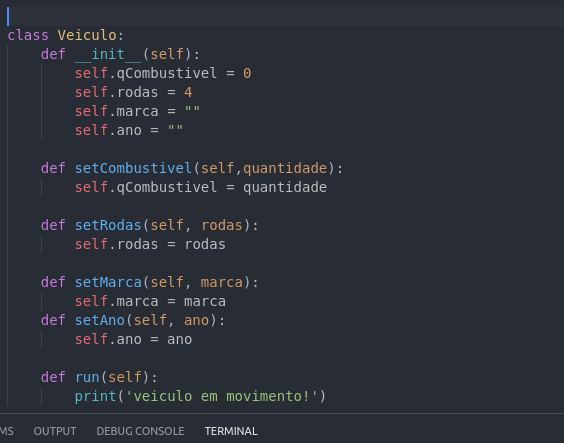 class Veiculo:
    def __init__(self):
        self.qCombustivel = 0
        self.rodas = 4
        self.marca = ""
        self.ano = ""

    def setCombustivel(self,quantidade):
        self.qCombustivel = quantidade

    def setRodas(self, rodas):
        self.rodas = rodas

    def setMarca(self, marca):
        self.marca = marca
    def setAno(self, ano):
        self.ano = ano

    def run(self):
        print('veiculo em movimento!')
MS OUTPUT DEBUG CONSOLE TERMINAL